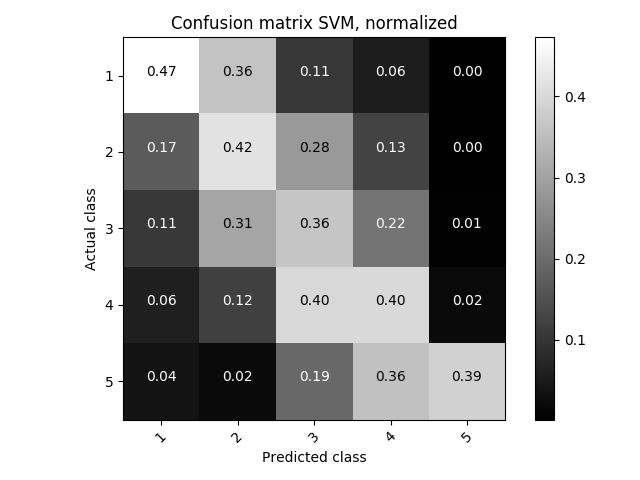 Confusion matrix SVM, normalized
1 0.47 0.36 0.11 0.06 0.00
2 0.17 0.42 0.28 0.13 0.00
3 0.11 0.31 0.36 0.22 0.01
4 0.06 0.12 0.40 0.40 0.02
5 0.04 0.02 0.19 0.36 0.39
1 2 3 4 5
Actual class
Predicted class
0.4
0.3
0.2
0.1